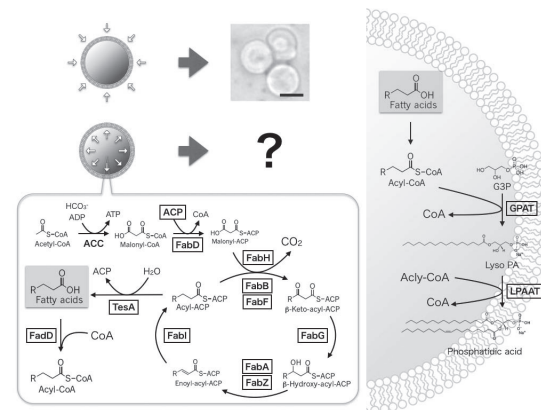 ?
HCO₃⁻
ADP
ATP
ACP
CoA
S–CoA
Acetyl-CoA
ACC
HO
S–CoA
Malonyl-CoA
FabD
HO
S–ACP
Malonyl-ACP
CO₂
FabH
FabB
FabF
ACP
H₂O
R
OH
Fatty acids
TesA
R
S–ACP
Acyl-ACP
R
S–ACP
β-Keto-acyl-ACP
FabD
CoA
FabI
FabG
FabA
FabZ
R
S–CoA
Acyl-CoA
R
S–ACP
Enoyl-acyl-ACP
OH
R
S–ACP
β-Hydroxy-acyl-ACP
R
OH
Fatty acids
R
S–CoA
Acyl-CoA
G3P
CoA
GPAT
Lyso PA
Acly-CoA
CoA
LPAAT
Phosphatidic acid